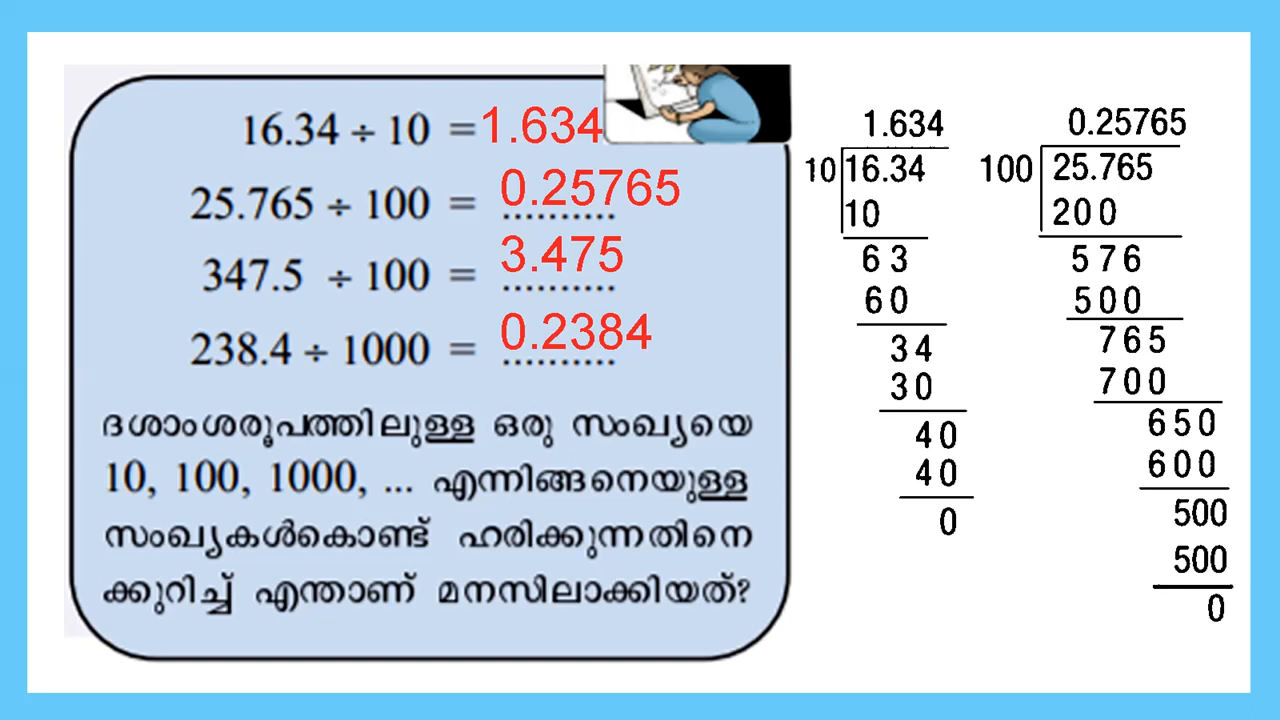 16.34 ÷ 10 = 1.634
25.765 ÷ 100 = 0.25765
347.5 ÷ 100 = 3.475
238.4 ÷ 1000 = 0.2384
ദശാംശരൂപത്തിലുള്ള ഒരു സംഖ്യയെ
10, 100, 1000, ... എന്നിങ്ങനെയുള്ള
സംഖ്യകൾകൊണ്ട് ഹരിക്കുന്നതിനെ
ക്കുറിച്ച് എന്താണ് മനസിലാക്കിയത്?
1.634
10 16.34
10
63
60
34
30
40
40
0
0.25765
100 25.765
200
576
500
765
700
650
600
500
500
0